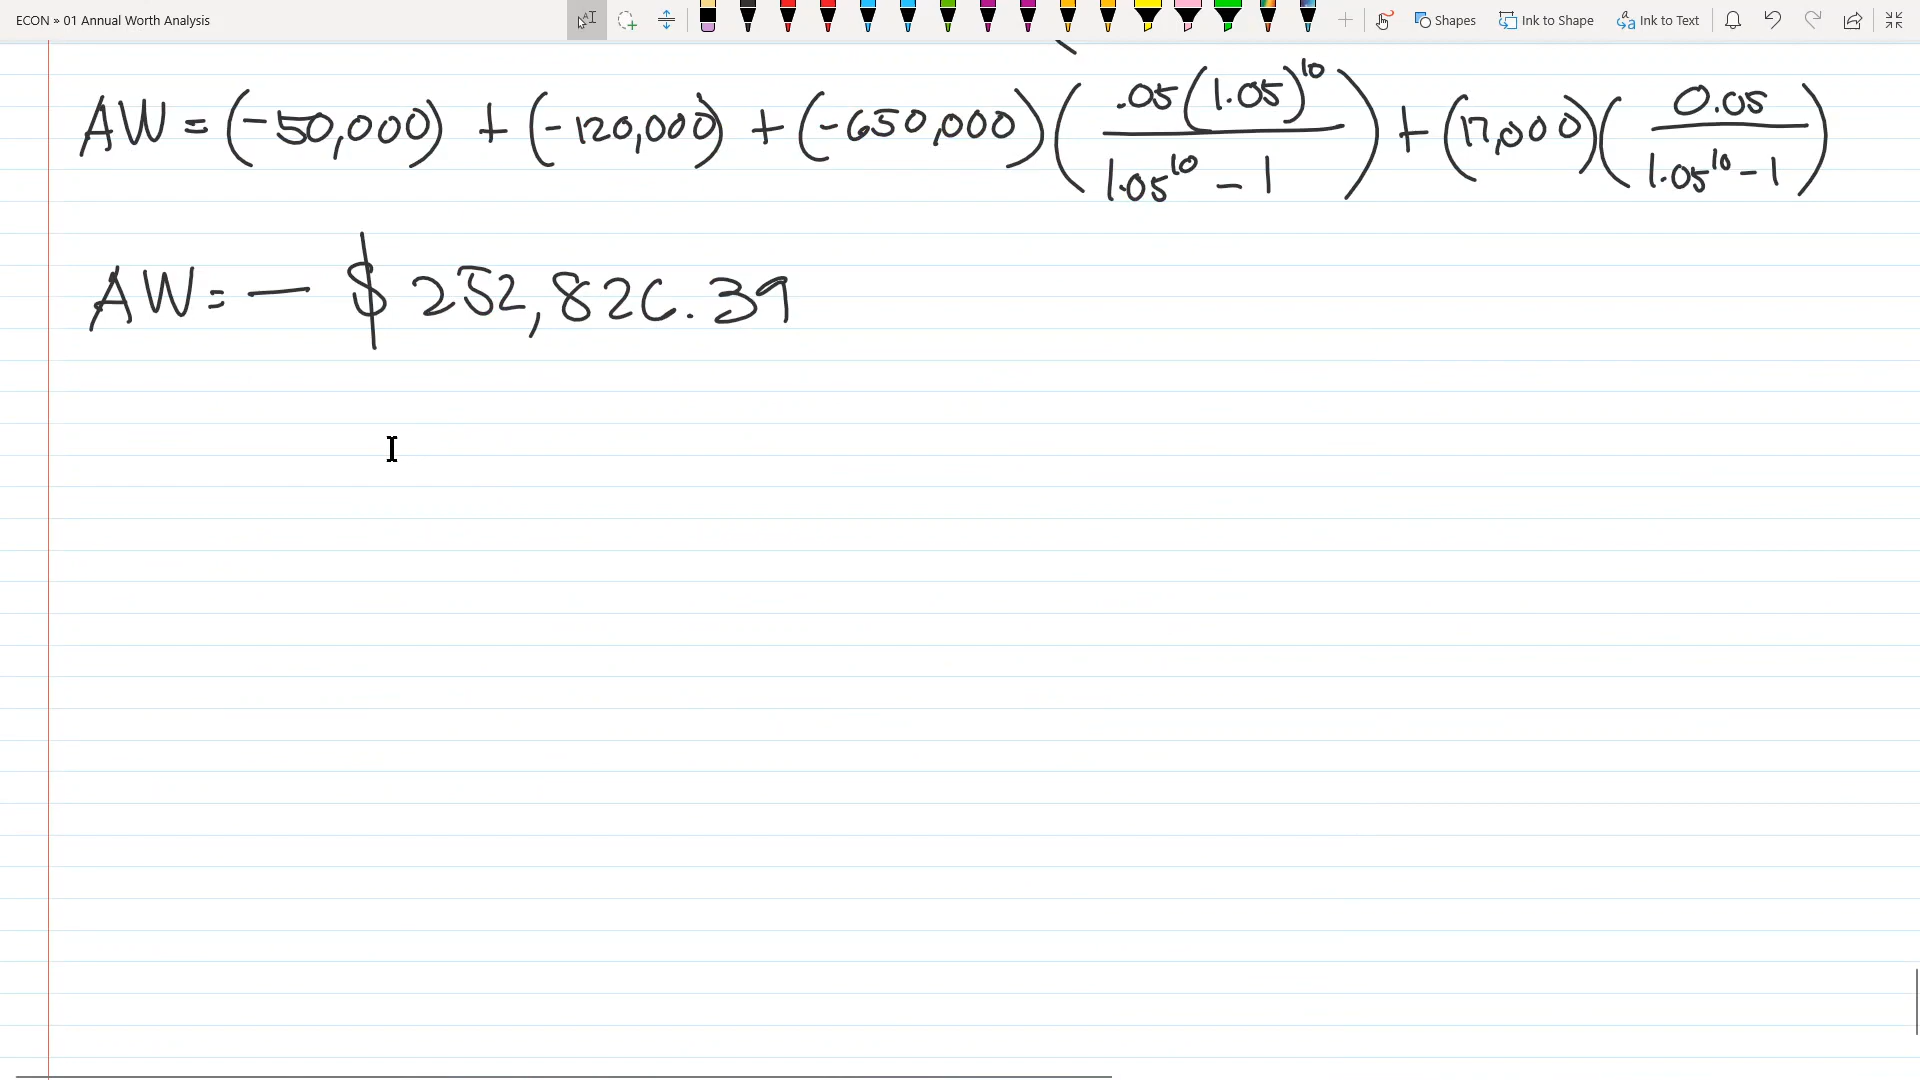 ECON » 01 Annual Worth Analysis Shapes Ink to Shape Ink to Text
AW = (-50,000) + (-120,000) + (-650,000) ( .05(1.05)^10 / 1.05^10 - 1 ) + (17,000) ( 0.05 / 1.05^10 - 1 )
AW = - $ 252,826.39